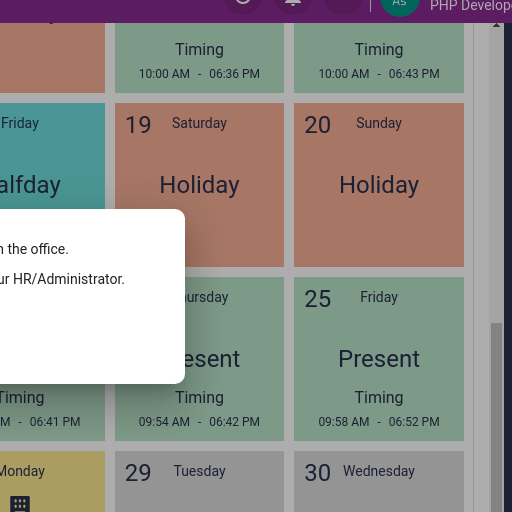 As
PHP Develop
Timing
10:00 AM - 06:36 PM
Timing
10:00 AM - 06:43 PM
Friday
alfday
19 Saturday
Holiday
20 Sunday
Holiday
n the office.
ur HR/Administrator.
ursday
esent
Timing
09:54 AM - 06:42 PM
25 Friday
Present
Timing
09:58 AM - 06:52 PM
Timing
M - 06:41 PM
Monday
29 Tuesday
30 Wednesday